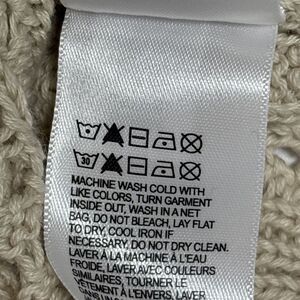 30
MACHINE WASH COLD WITH
LIKE COLORS, TURN GARMENT
INSIDE OUT, WASH IN A NET
BAG, DO NOT BLEACH, LAY FLAT
TO DRY, COOL IRON IF
NECESSARY, DO NOT DRY CLEAN.
LAVER À LA MACHINE À L'EAU
FROIDE, LAVER AVEC COULEURS
SIMILAIRES, TOURNER LE
VÊTEMENT À L'ENVERS, LAVER